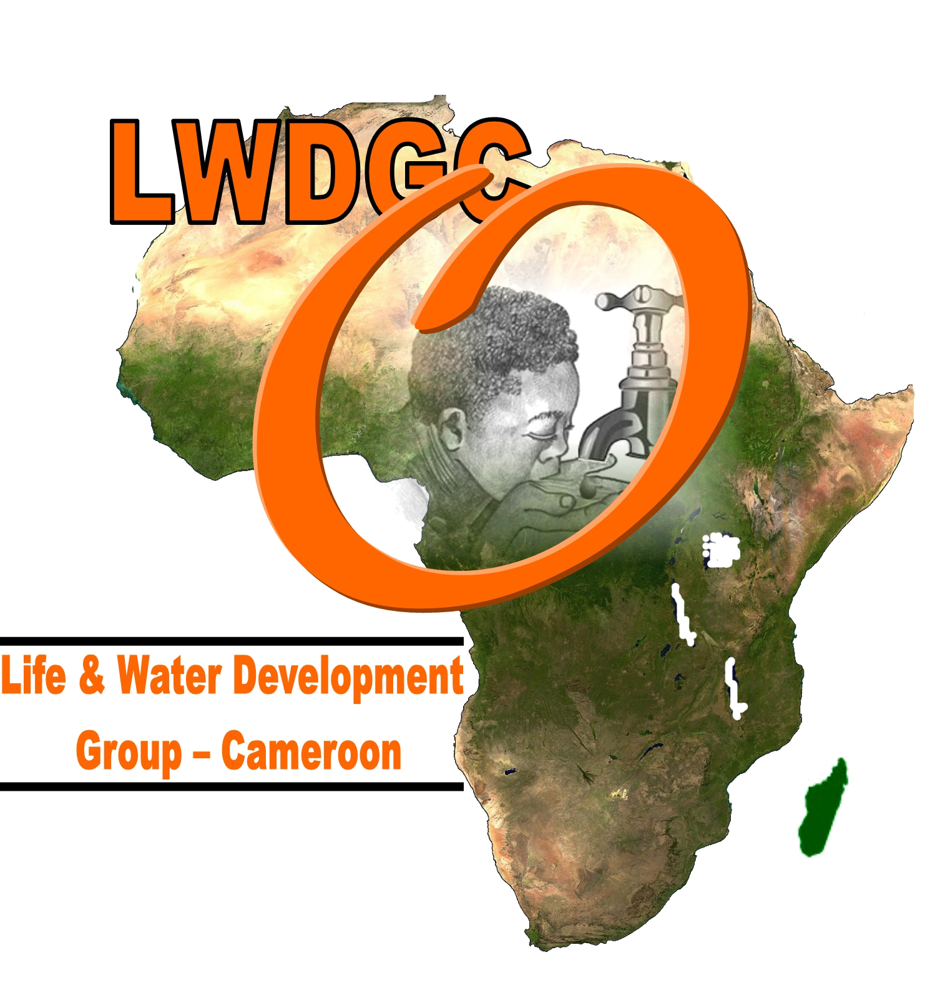 LWDGC
Life & Water Development
Group – Cameroon